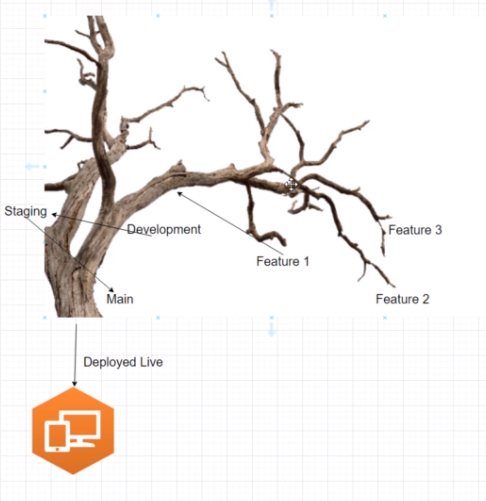 Staging
Development
Feature 3
Feature 1
Main
Feature 2
Deployed Live